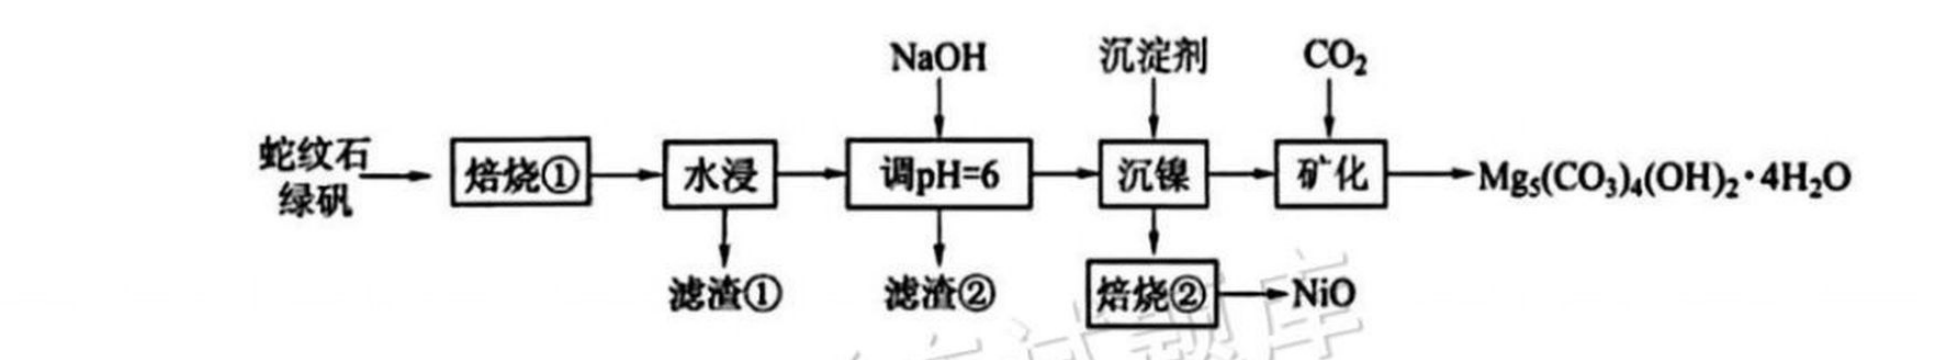 NaOH
沉淀剂
CO₂
蛇纹石
绿矾
焙烧①
水浸
调pH=6
沉镍
矿化
Mg₅(CO₃)₄(OH)₂·4H₂O
滤渣①
滤渣②
焙烧②
NiO
题库